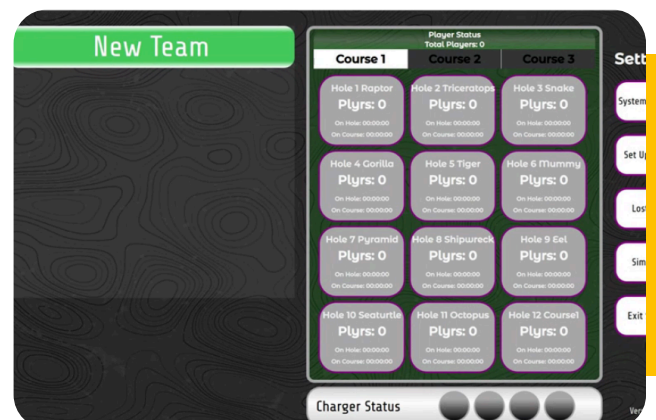 New Team
Player Status
Total Players: 0
Course 1 Course 2 Course 3
Hole 1 Raptor
Plyrs: 0
On Hole: 00:00:00
On Course: 00:00:00
Hole 2 Triceratops
Plyrs: 0
On Hole: 00:00:00
On Course: 00:00:00
Hole 3 Snake
Plyrs: 0
On Hole: 00:00:00
On Course: 00:00:00
Hole 4 Gorilla
Plyrs: 0
On Hole: 00:00:00
On Course: 00:00:00
Hole 5 Tiger
Plyrs: 0
On Hole: 00:00:00
On Course: 00:00:00
Hole 6 Mummy
Plyrs: 0
On Hole: 00:00:00
On Course: 00:00:00
Hole 7 Pyramid
Plyrs: 0
On Hole: 00:00:00
On Course: 00:00:00
Hole 8 Shipwreck
Plyrs: 0
On Hole: 00:00:00
On Course: 00:00:00
Hole 9 Eel
Plyrs: 0
On Hole: 00:00:00
On Course: 00:00:00
Hole 10 Seaturtle
Plyrs: 0
On Hole: 00:00:00
On Course: 00:00:00
Hole 11 Octopus
Plyrs: 0
On Hole: 00:00:00
On Course: 00:00:00
Hole 12 Course1
Plyrs: 0
On Hole: 00:00:00
On Course: 00:00:00
Charger Status
Sett
System
Set Up
Lost
Sim
Exit
Ver